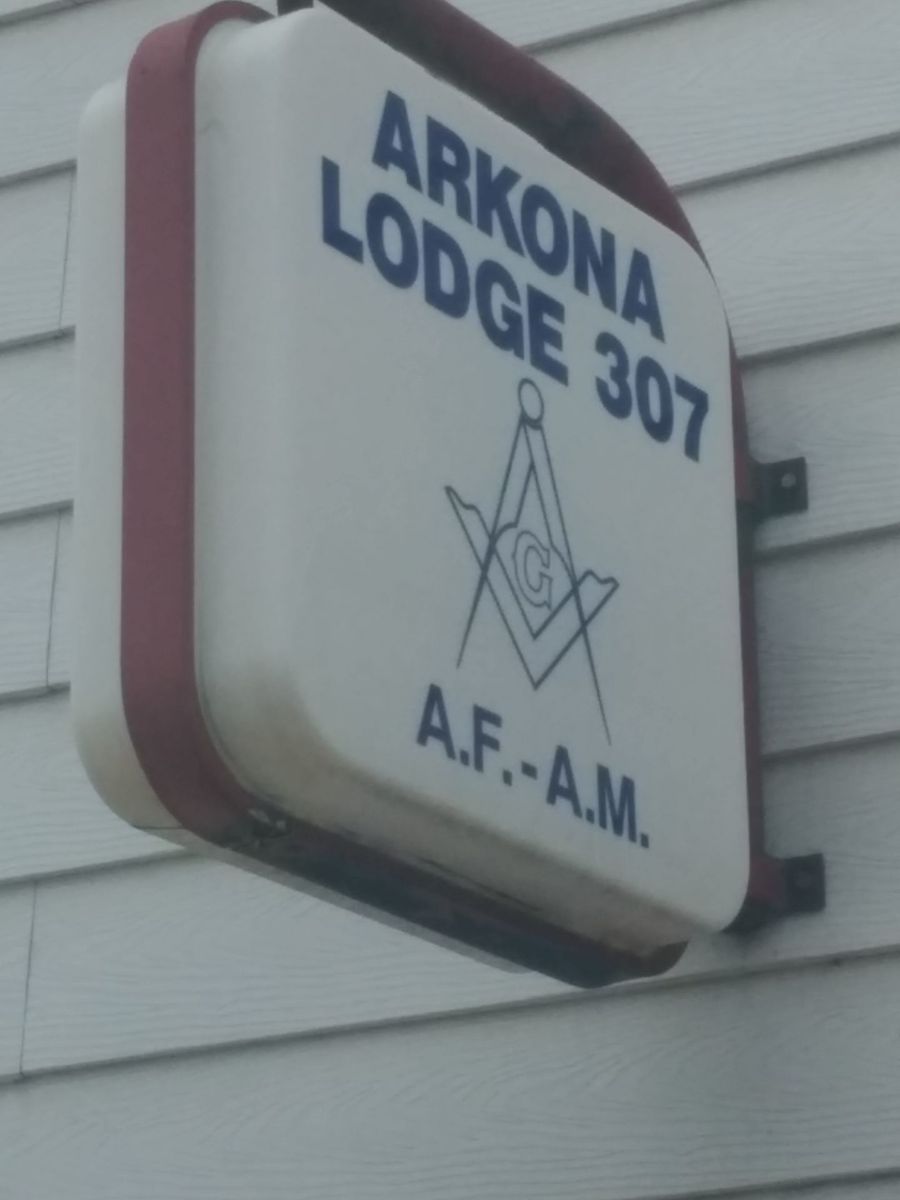 ARKONA
LODGE 307
G
A.F.-A.M.